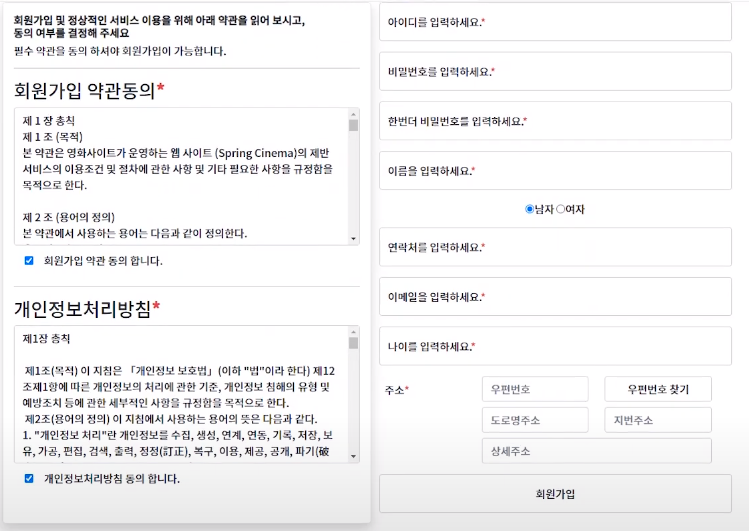 회원가입 및 정상적인 서비스 이용을 위해 아래 약관을 읽어 보시고,
동의 여부를 결정해 주세요
필수 약관을 동의 하셔야 회원가입이 가능합니다.
회원가입 약관동의*
제 1 장 총칙
제 1 조 (목적)
본 약관은 영화사이트가 운영하는 웹 사이트 (Spring Cinema)의 제반
서비스의 이용조건 및 절차에 관한 사항 및 기타 필요한 사항을 규정함을
목적으로 한다.
제 2 조 (용어의 정의)
본 약관에서 사용하는 용어는 다음과 같이 정의한다.
회원가입 약관 동의 합니다.
개인정보처리방침*
제1장 총칙
제1조(목적) 이 지침은 「개인정보 보호법」(이하 "법"이라 한다) 제12
조제1항에 따른 개인정보의 처리에 관한 기준, 개인정보 침해의 유형 및
예방조치 등에 관한 세부적인 사항을 규정함을 목적으로 한다.
제2조(용어의 정의) 이 지침에서 사용하는 용어의 뜻은 다음과 같다.
1. "개인정보 처리"란 개인정보를 수집, 생성, 연계, 연동, 기록, 저장, 보
유, 가공, 편집, 검색, 출력, 정정(訂正), 복구, 이용, 제공, 공개, 파기(破
개인정보처리방침 동의 합니다.
아이디를 입력하세요.*
비밀번호를 입력하세요.*
한번더 비밀번호를 입력하세요.*
이름을 입력하세요.*
남자 여자
연락처를 입력하세요.*
이메일을 입력하세요.*
나이를 입력하세요.*
주소* 우편번호 우편번호 찾기
도로명주소 지번주소
상세주소
회원가입